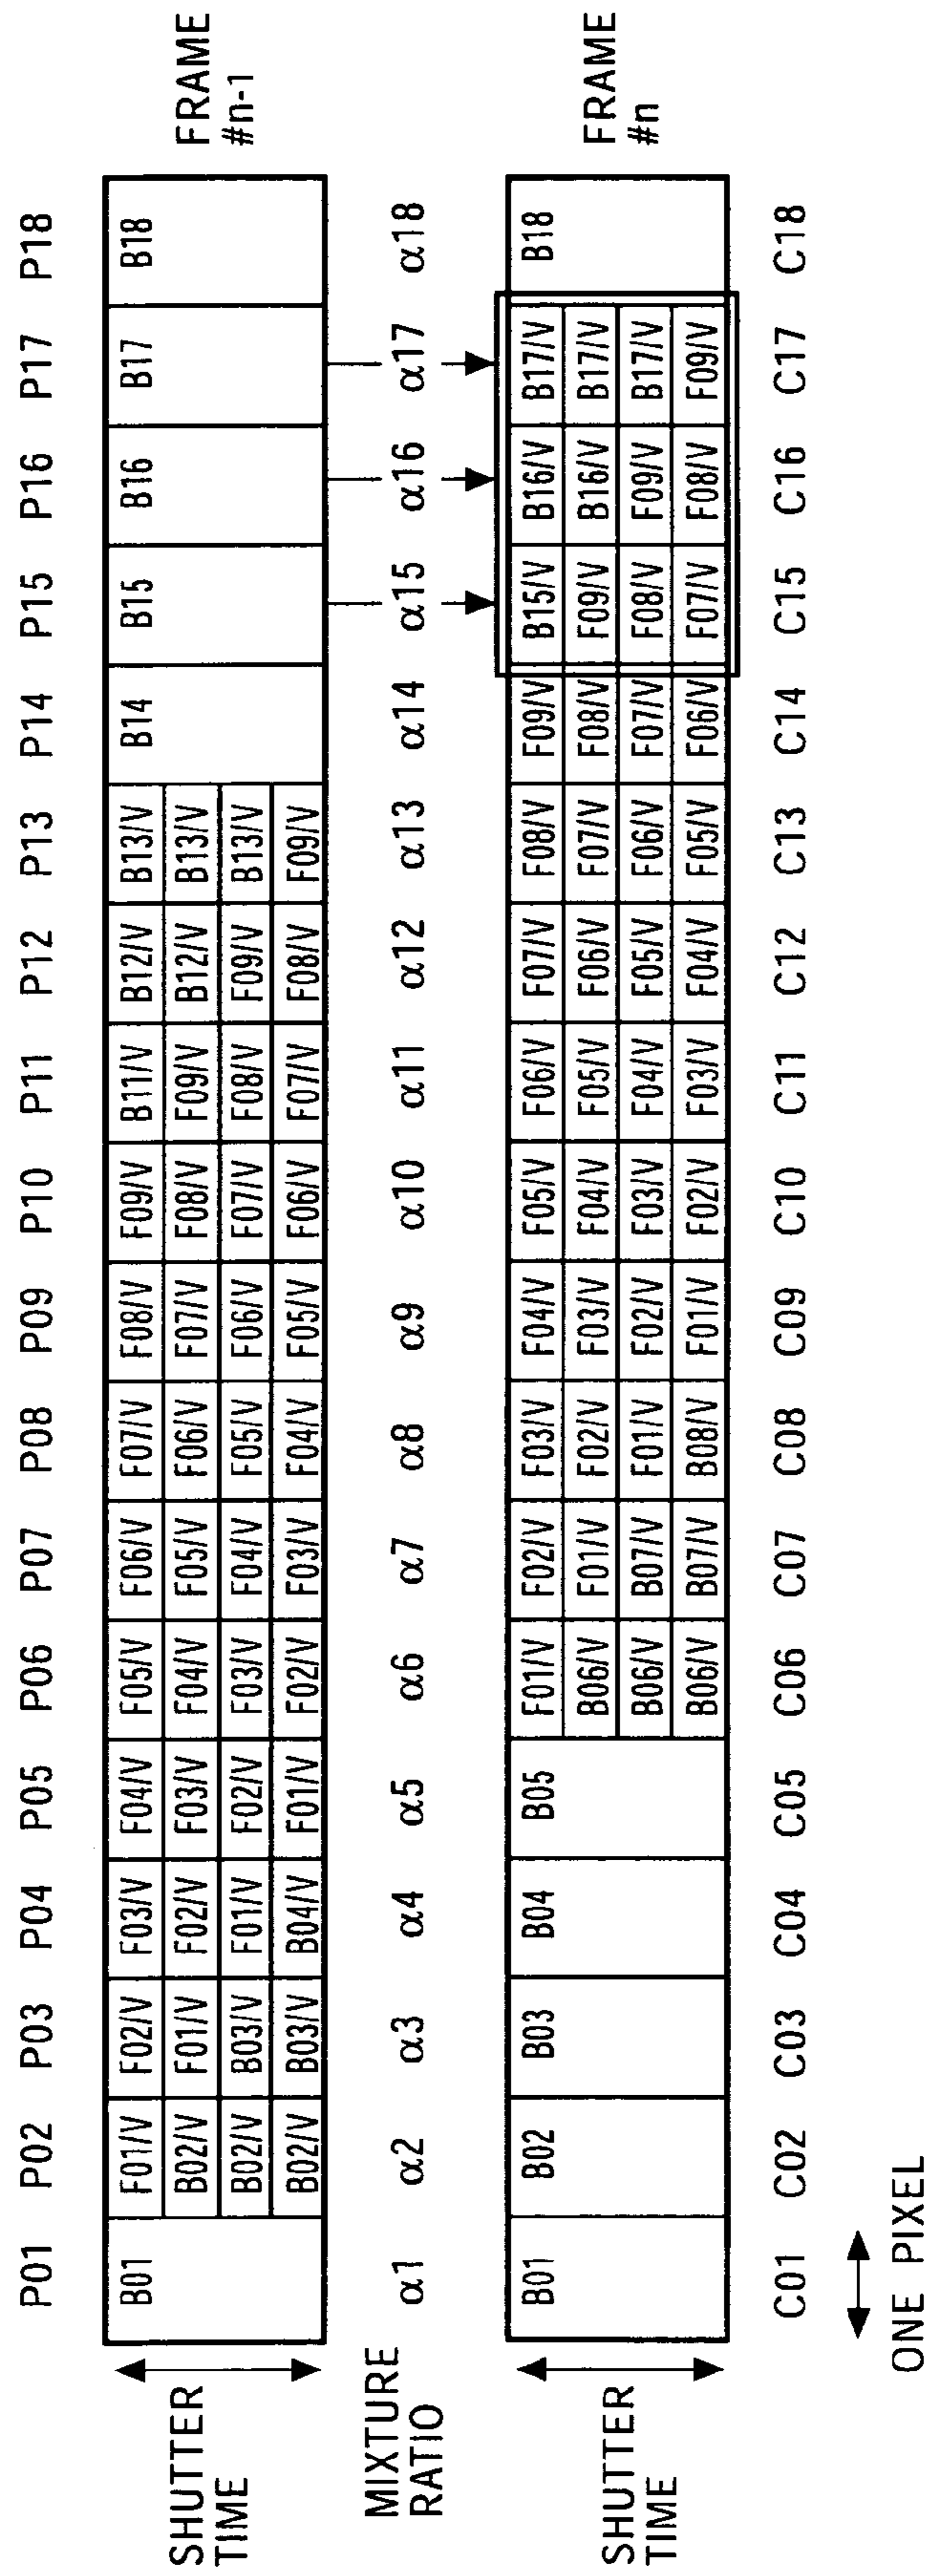 P01 P02 P03 P04 P05 P06 P07 P08 P09 P10 P11 P12 P13 P14 P15 P16 P17 P18
B01 F01/V F02/V F03/V F04/V F05/V F06/V F07/V F08/V F09/V B11/V B12/V B13/V B14 B15 B16 B17 B18
B02/V F01/V F02/V F03/V F04/V F05/V F06/V F07/V F08/V F09/V B12/V B13/V
B02/V B03/V F01/V F02/V F03/V F04/V F05/V F06/V F07/V F08/V F09/V B13/V
B02/V B03/V B04/V F01/V F02/V F03/V F04/V F05/V F06/V F07/V F08/V F09/V
SHUTTER
TIME
FRAME
#n-1
MIXTURE
RATIO
α1 α2 α3 α4 α5 α6 α7 α8 α9 α10 α11 α12 α13 α14 α15 α16 α17 α18
B01 B02 B03 B04 B05 F01/V F02/V F03/V F04/V F05/V F06/V F07/V F08/V F09/V B15/V B16/V B17/V B18
B06/V F01/V F02/V F03/V F04/V F05/V F06/V F07/V F08/V F09/V B16/V B17/V
B06/V B07/V F01/V F02/V F03/V F04/V F05/V F06/V F07/V F08/V F09/V B17/V
B06/V B07/V B08/V F01/V F02/V F03/V F04/V F05/V F06/V F07/V F08/V F09/V
SHUTTER
TIME
FRAME
#n
C01 C02 C03 C04 C05 C06 C07 C08 C09 C10 C11 C12 C13 C14 C15 C16 C17 C18
ONE PIXEL